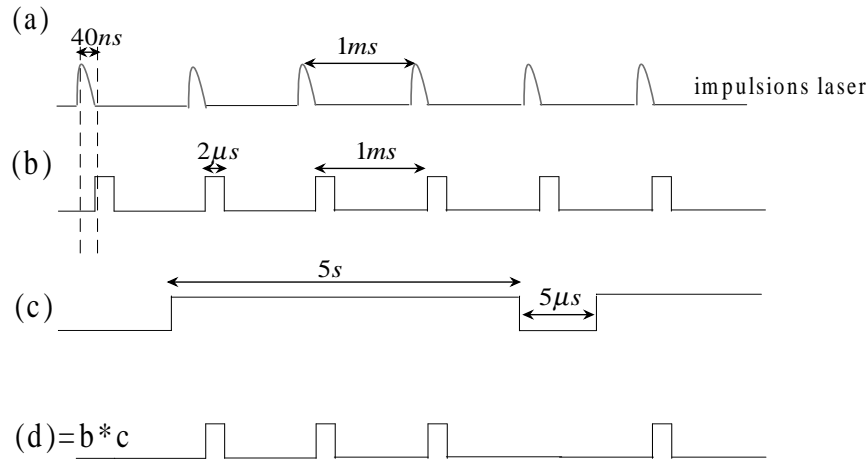 (a)
40ns
1ms
impulsions laser
(b)
2μs
1ms
5s
(c)
5μs
(d)=b*c